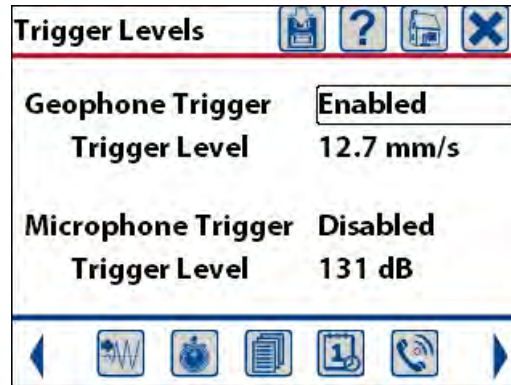 Trigger Levels
Geophone Trigger Enabled
Trigger Level 12.7 mm/s
Microphone Trigger Disabled
Trigger Level 131 dB